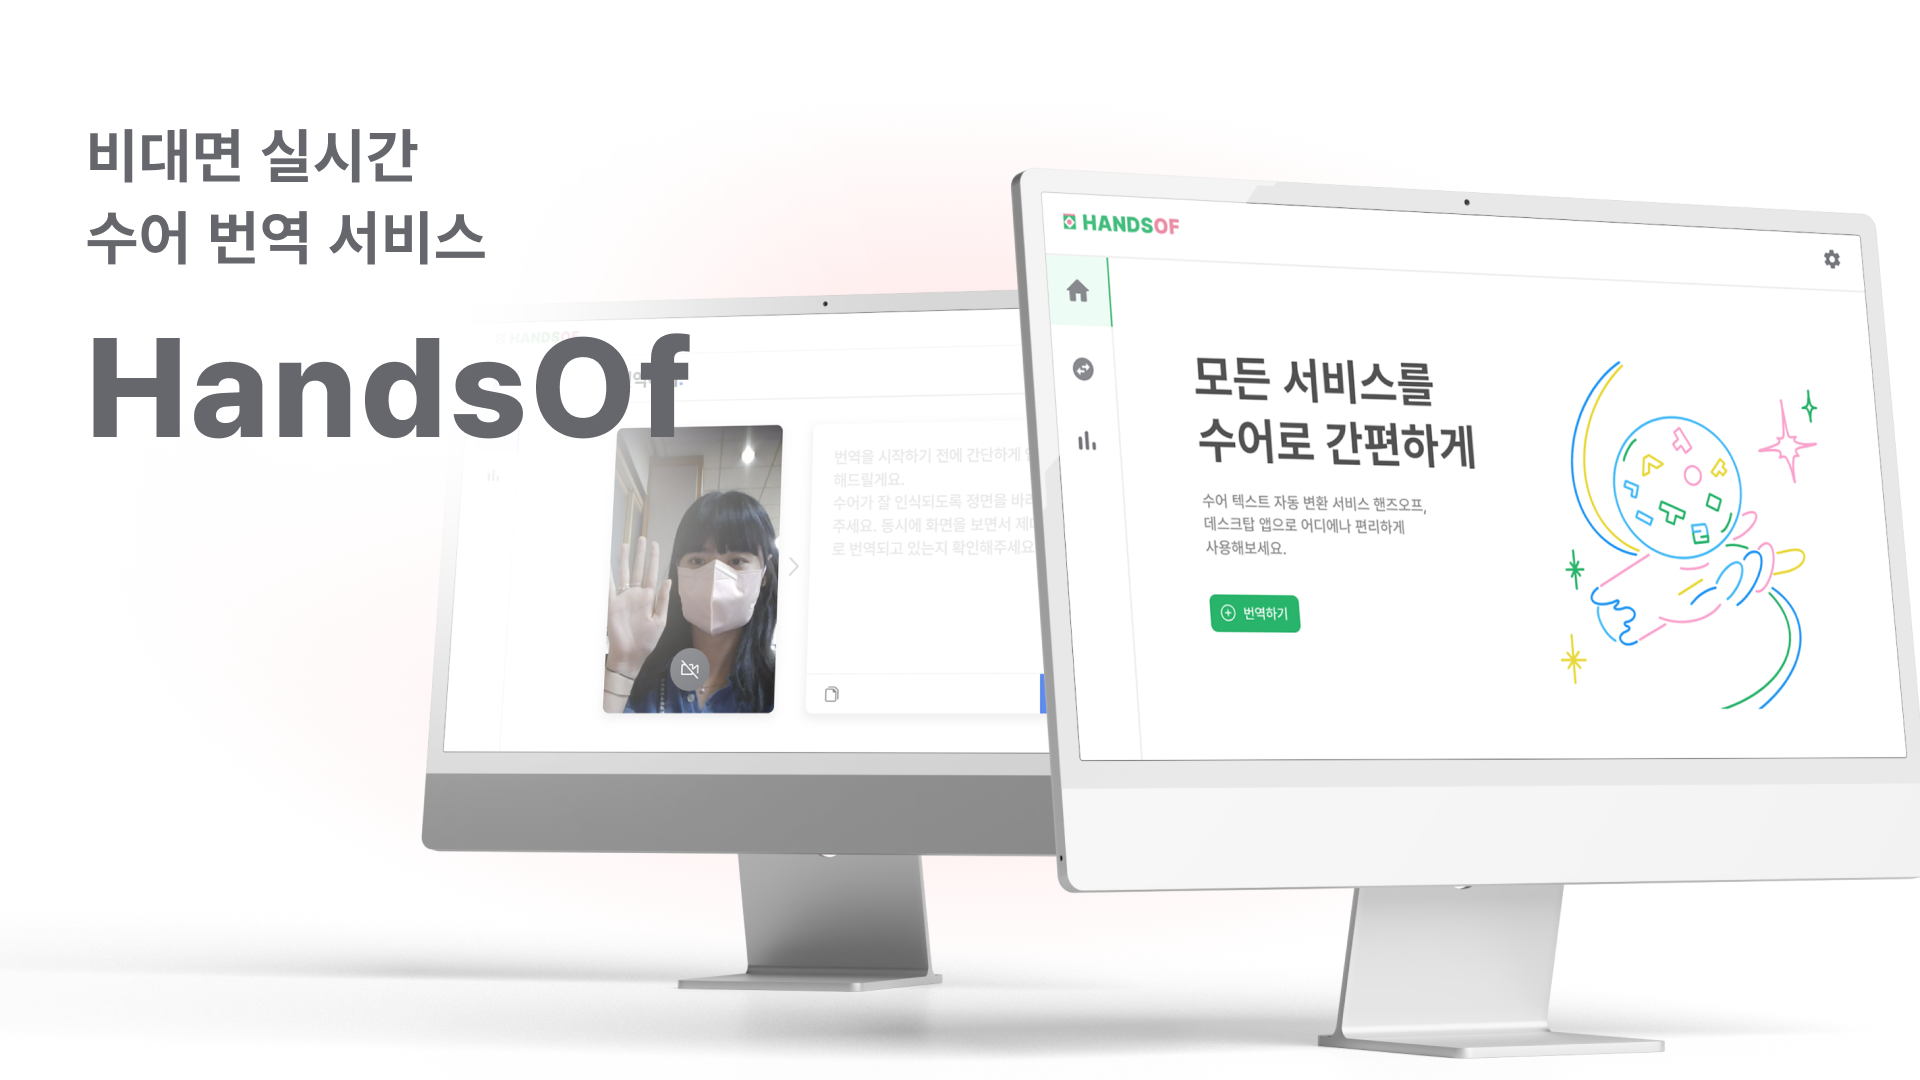 비대면 실시간
수어 번역 서비스
HandsOf
HANDSOF
번역을 시작하기 전에 간단하게
해드릴게요.
수어가 잘 인식되도록 정면을 바라
주세요. 동시에 화면을 보면서 제대
로 번역되고 있는지 확인해주세요
HANDSOF
모든 서비스를
수어로 간편하게
수어 텍스트 자동 변환 서비스 핸즈오프,
데스크탑 앱으로 어디에나 편리하게
사용해보세요.
번역하기